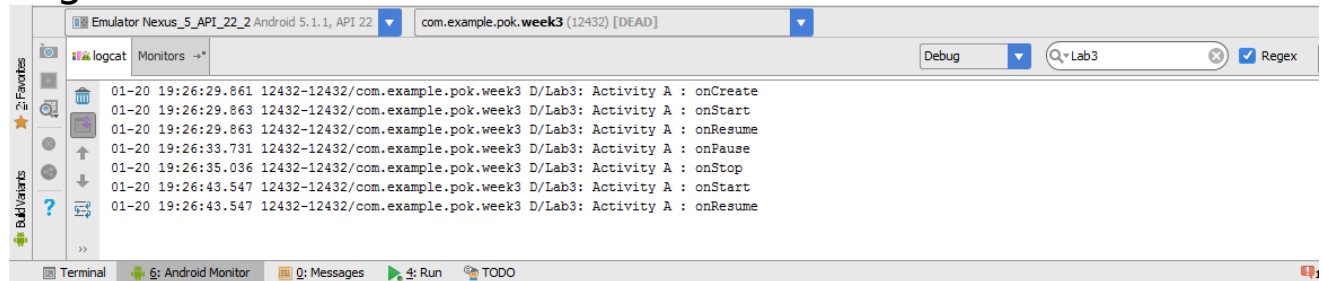 Emulator Nexus_5_API_22_2 Android 5.1.1, API 22 com.example.pok.week3 (12432) [DEAD]
logcat Monitors →" Debug Lab3 Regex
01-20 19:26:29.861 12432-12432/com.example.pok.week3 D/Lab3: Activity A : onCreate
01-20 19:26:29.863 12432-12432/com.example.pok.week3 D/Lab3: Activity A : onStart
01-20 19:26:29.863 12432-12432/com.example.pok.week3 D/Lab3: Activity A : onResume
01-20 19:26:33.731 12432-12432/com.example.pok.week3 D/Lab3: Activity A : onPause
01-20 19:26:35.036 12432-12432/com.example.pok.week3 D/Lab3: Activity A : onStop
01-20 19:26:43.547 12432-12432/com.example.pok.week3 D/Lab3: Activity A : onStart
01-20 19:26:43.547 12432-12432/com.example.pok.week3 D/Lab3: Activity A : onResume
2: Favorites
Build Variants
Terminal 6: Android Monitor 0: Messages 4: Run TODO